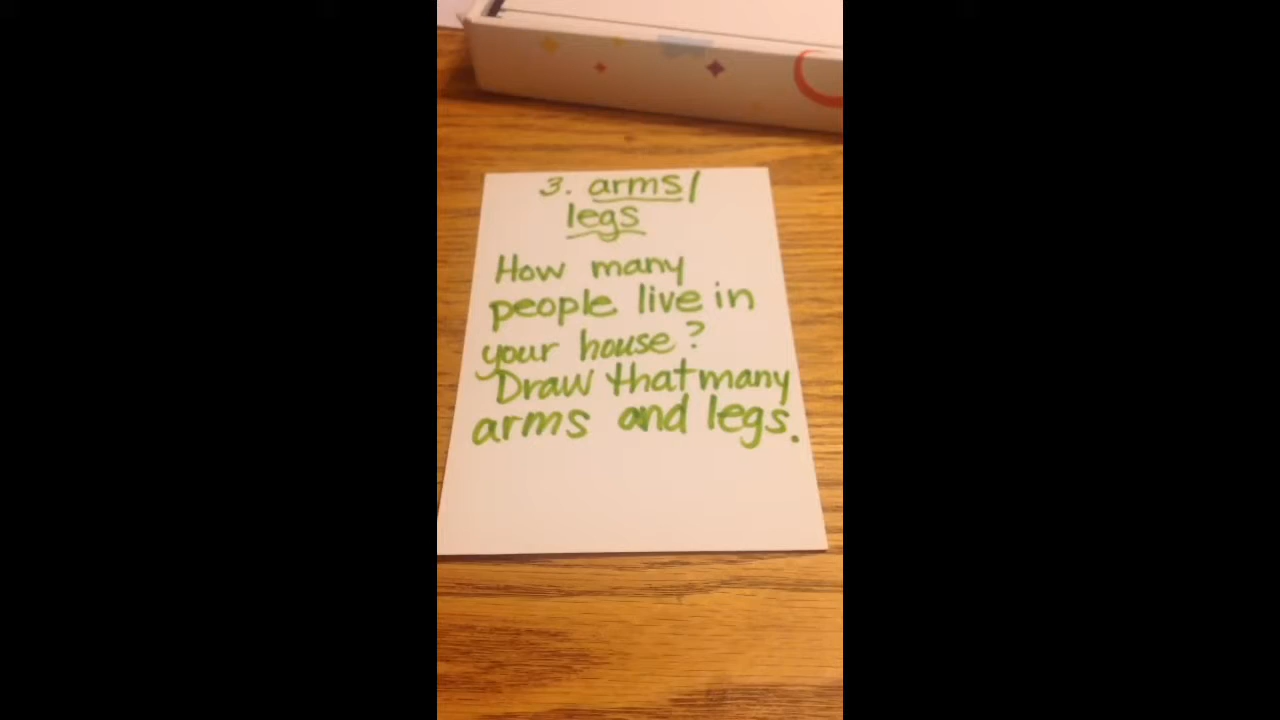 3. arms/
legs
How many
people live in
your house?
Draw that many
arms and legs.